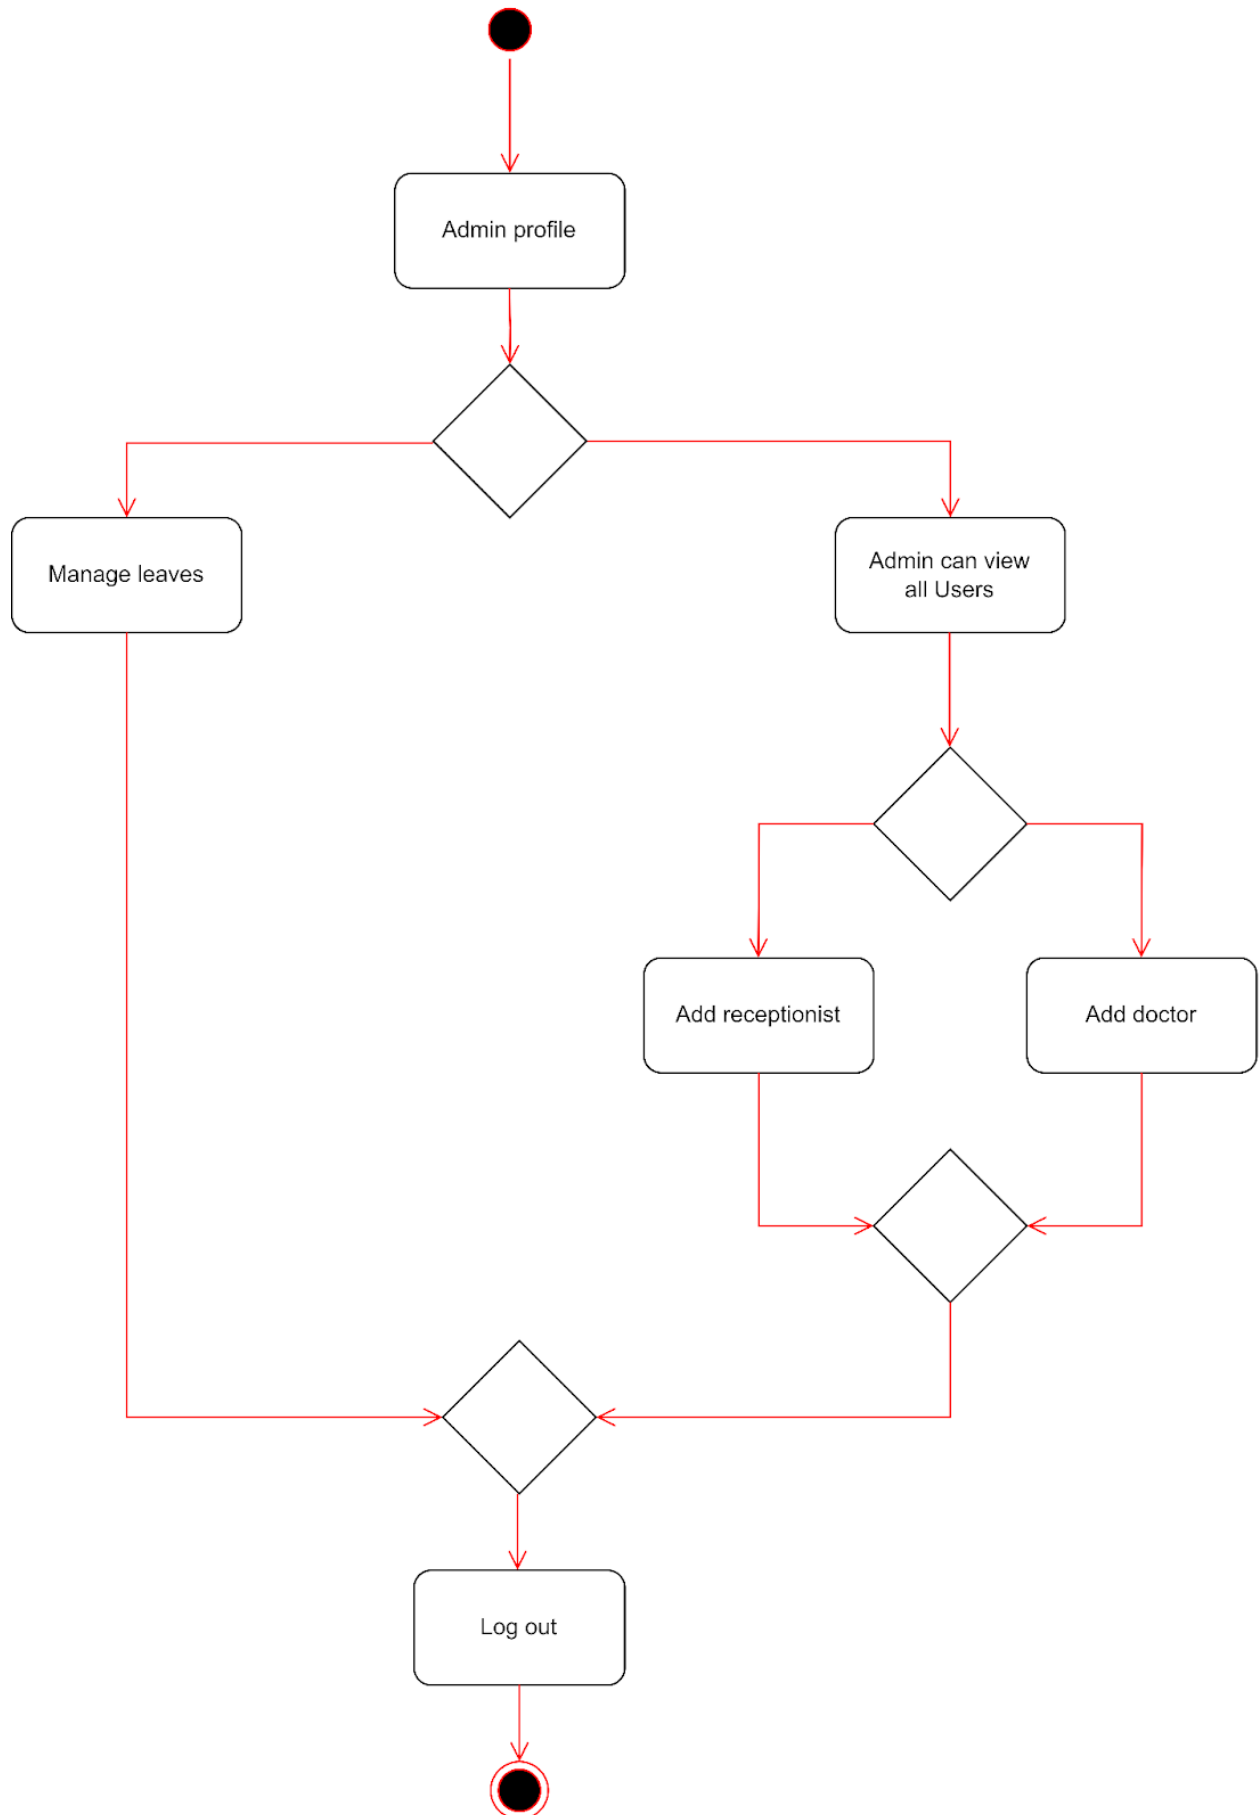 Admin profile
Manage leaves
Admin can view
all Users
Add receptionist
Add doctor
Log out